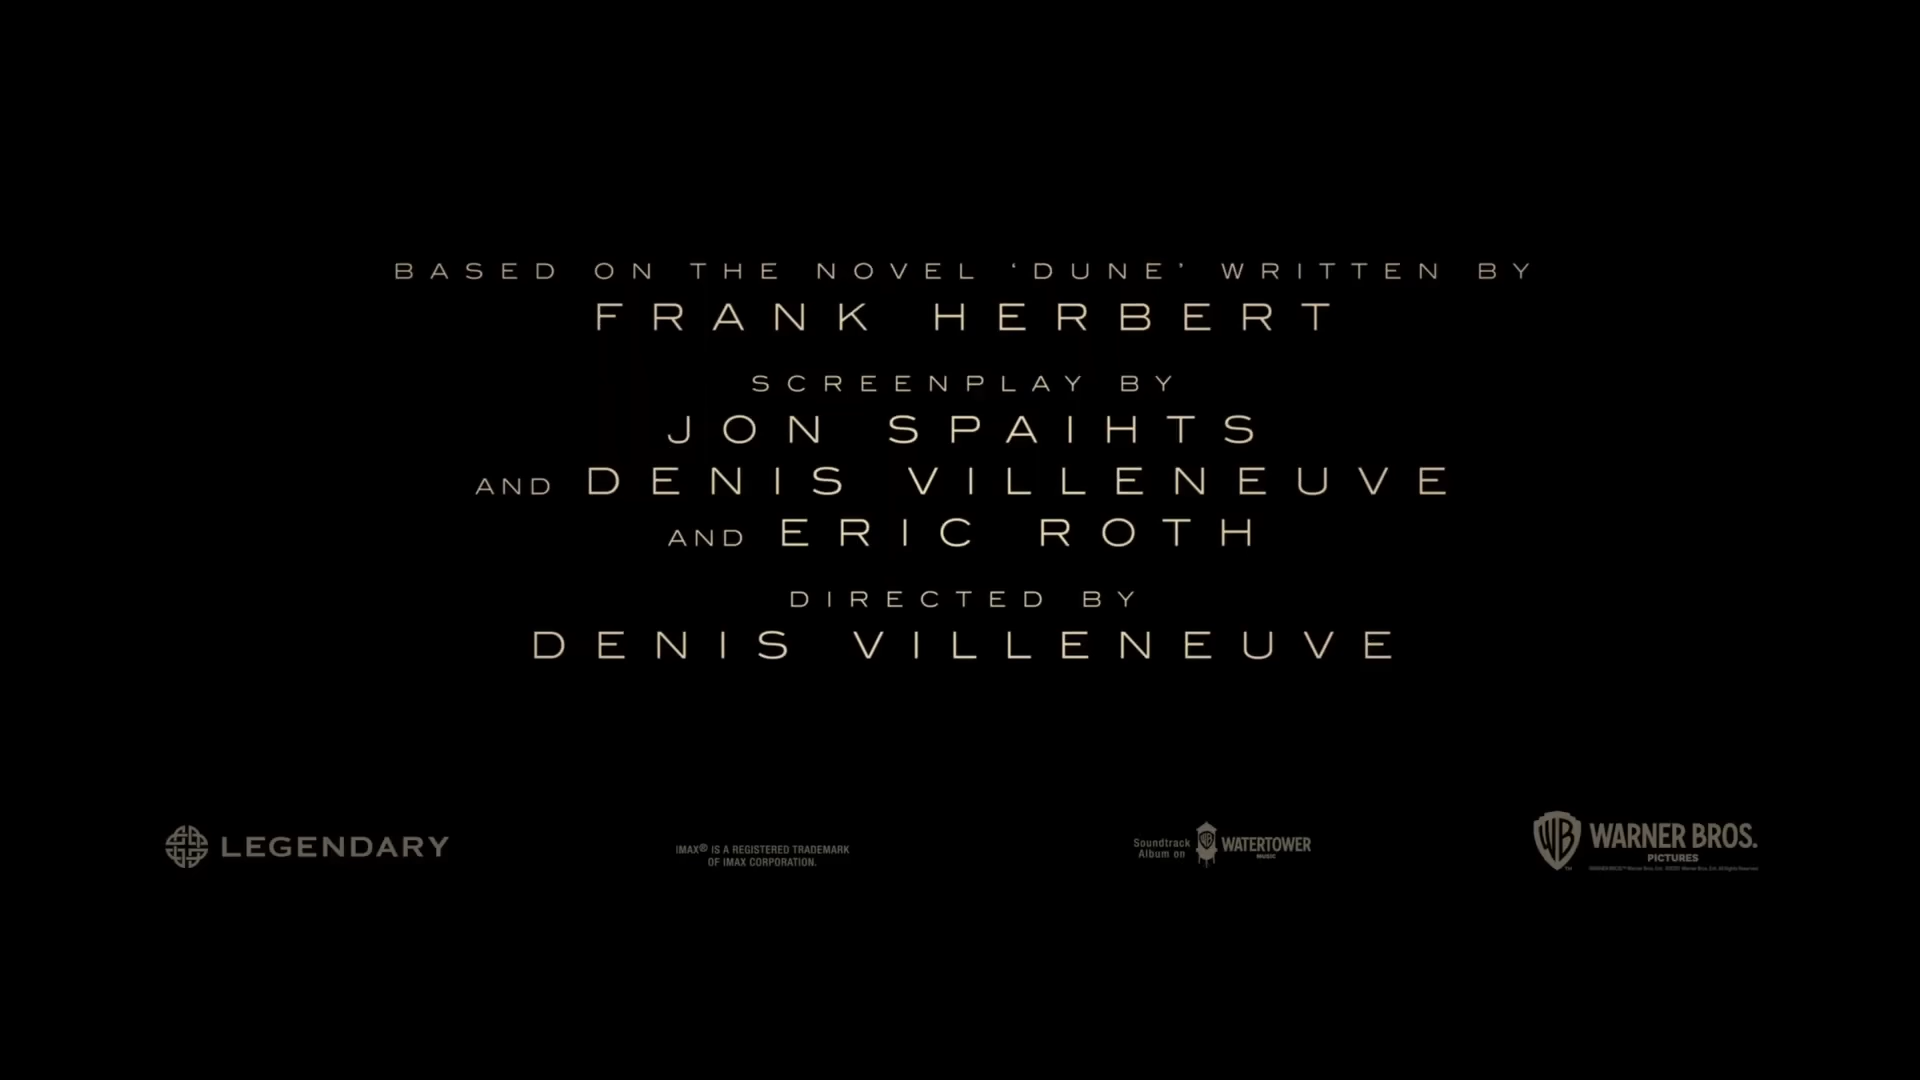 BASED ON THE NOVEL ‘DUNE’ WRITTEN BY
FRANK HERBERT
SCREENPLAY BY
JON SPAIHTS
AND DENIS VILLENEUVE
AND ERIC ROTH
DIRECTED BY
DENIS VILLENEUVE
LEGENDARY
IMAX® IS A REGISTERED TRADEMARK
OF IMAX CORPORATION.
Soundtrack
Album on
WATERTOWER
MUSIC
WB
WARNER BROS.
PICTURES